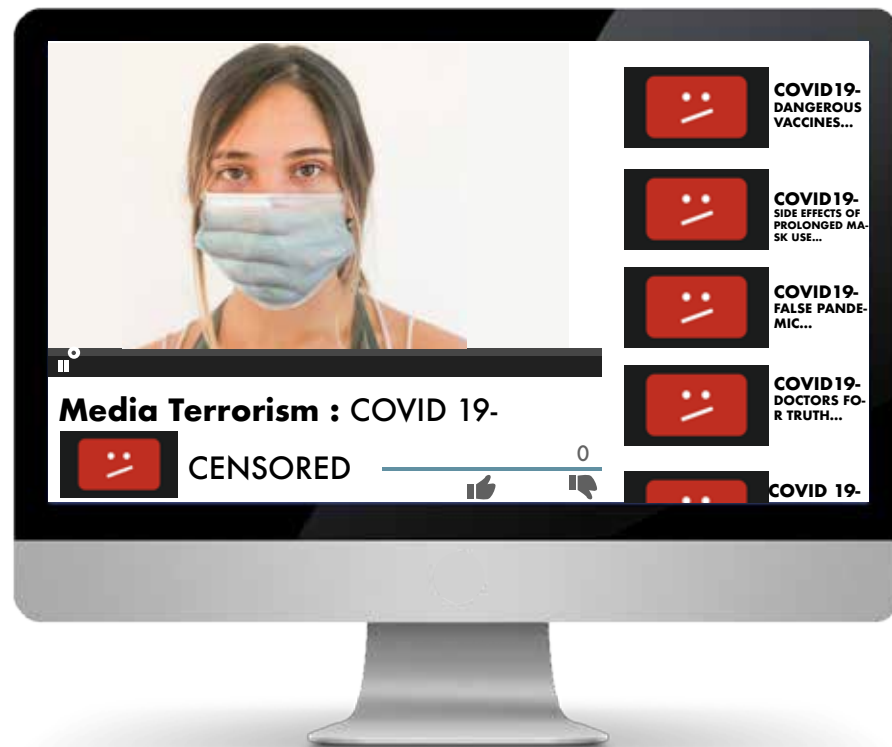 Media Terrorism : COVID 19-
CENSORED
0
COVID19-
DANGEROUS
VACCINES...
COVID19-
SIDE EFFECTS OF
PROLONGED MA-
SK USE...
COVID19-
FALSE PANDE-
MIC...
COVID19-
DOCTORS FO-
R TRUTH...
COVID 19-